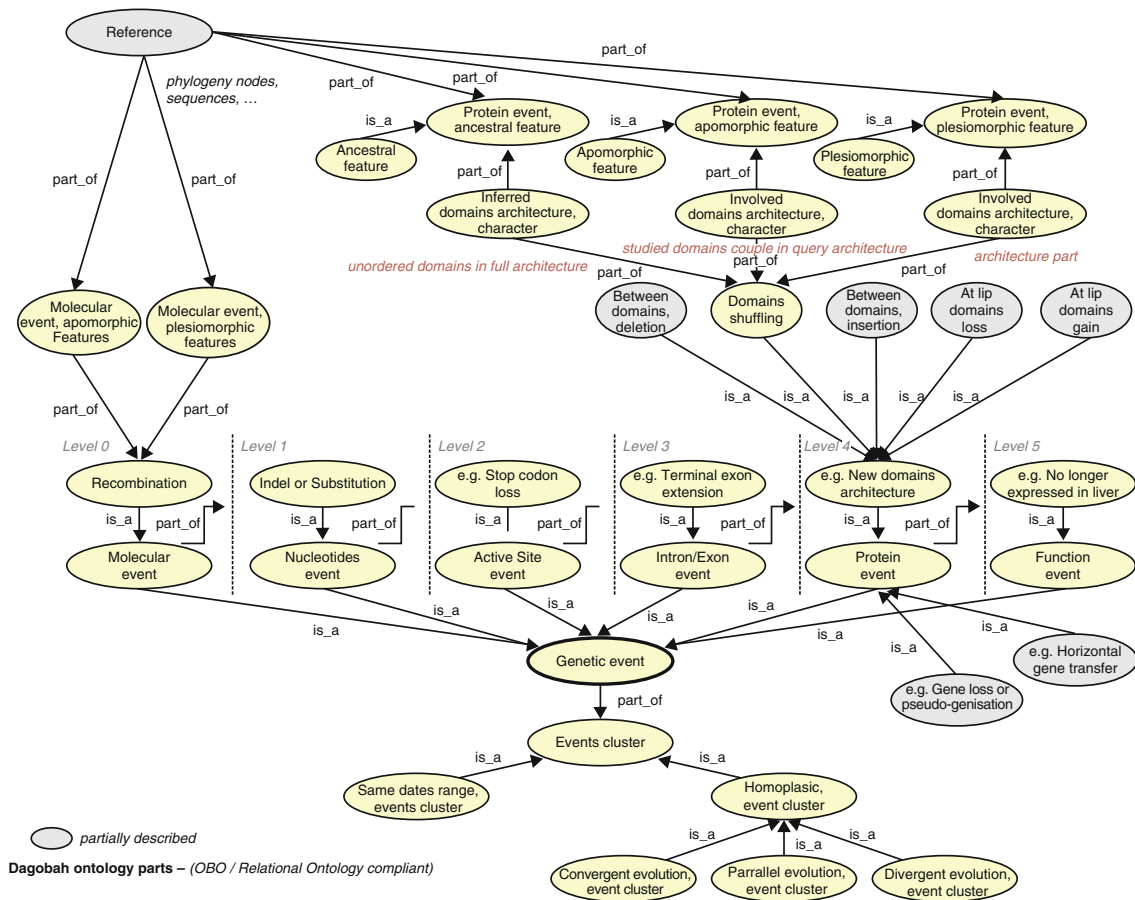 Reference
part_of
phylogeny nodes,
sequences, ...
part_of
part_of
Protein event,
ancestral feature
Protein event,
apomorphic feature
Protein event,
plesiomorphic feature
is_a
is_a
is_a
Ancestral
feature
Apomorphic
feature
Plesiomorphic
feature
part_of
part_of
part_of
part_of
part_of
Inferred
domains architecture,
character
Involved
domains architecture,
character
Involved
domains architecture,
character
studied domains couple in query architecture
unordered domains in full architecture
part_of
architecture part
part_of
part_of
Molecular
event, apomorphic
Features
Molecular event,
plesiomorphic
features
Between
domains,
deletion
Domains
shuffling
Between
domains,
insertion
At lip
domains
loss
At lip
domains
gain
is_a
is_a
is_a
is_a
is_a
part_of
part_of
Level 0
Level 1
Level 2
Level 3
Level 4
Level 5
Recombination
Indel or Substitution
e.g. Stop codon
loss
e.g. Terminal exon
extension
e.g. New domains
architecture
e.g. No longer
expressed in liver
is_a
part_of
is_a
part_of
is_a
part_of
is_a
part_of
is_a
part_of
is_a
Molecular
event
Nucleotides
event
Active Site
event
Intron/Exon
event
Protein
event
Function
event
is_a
is_a
is_a
is_a
is_a
is_a
is_a
is_a
Genetic event
e.g. Horizontal
gene transfer
e.g. Gene loss or
pseudo-genisation
part_of
Events cluster
is_a
is_a
Same dates range,
events cluster
Homoplasic,
event cluster
partially described
is_a
is_a
is_a
Dagobah ontology parts – (OBO / Relational Ontology compliant)
Convergent evolution,
event cluster
Parrallel evolution,
event cluster
Divergent evolution,
event cluster